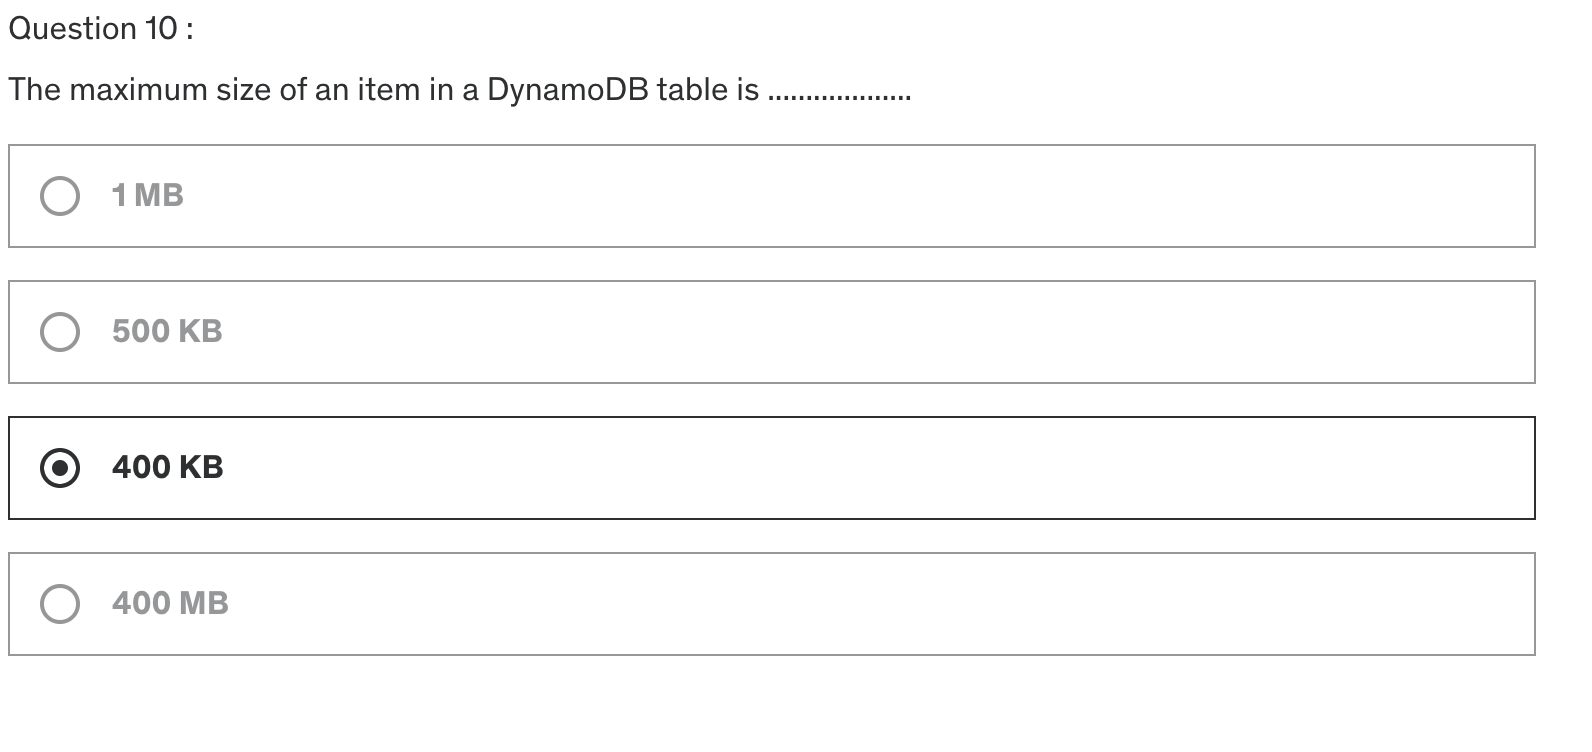 Question 10 :
The maximum size of an item in a DynamoDB table is ...................
1 MB
500 KB
400 KB
400 MB